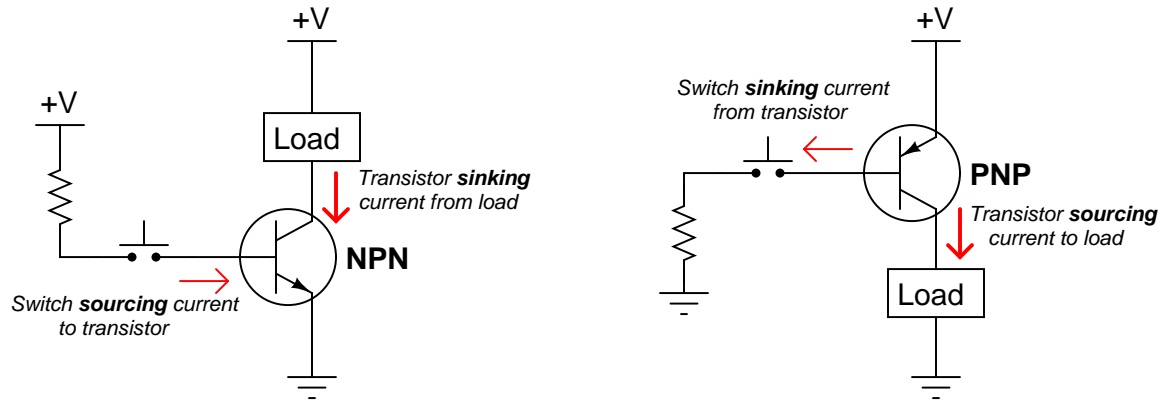 +V
+V
Load
Transistor sinking
current from load
NPN
Switch sourcing current
to transistor
+V
Switch sinking current
from transistor
PNP
Transistor sourcing
current to load
Load